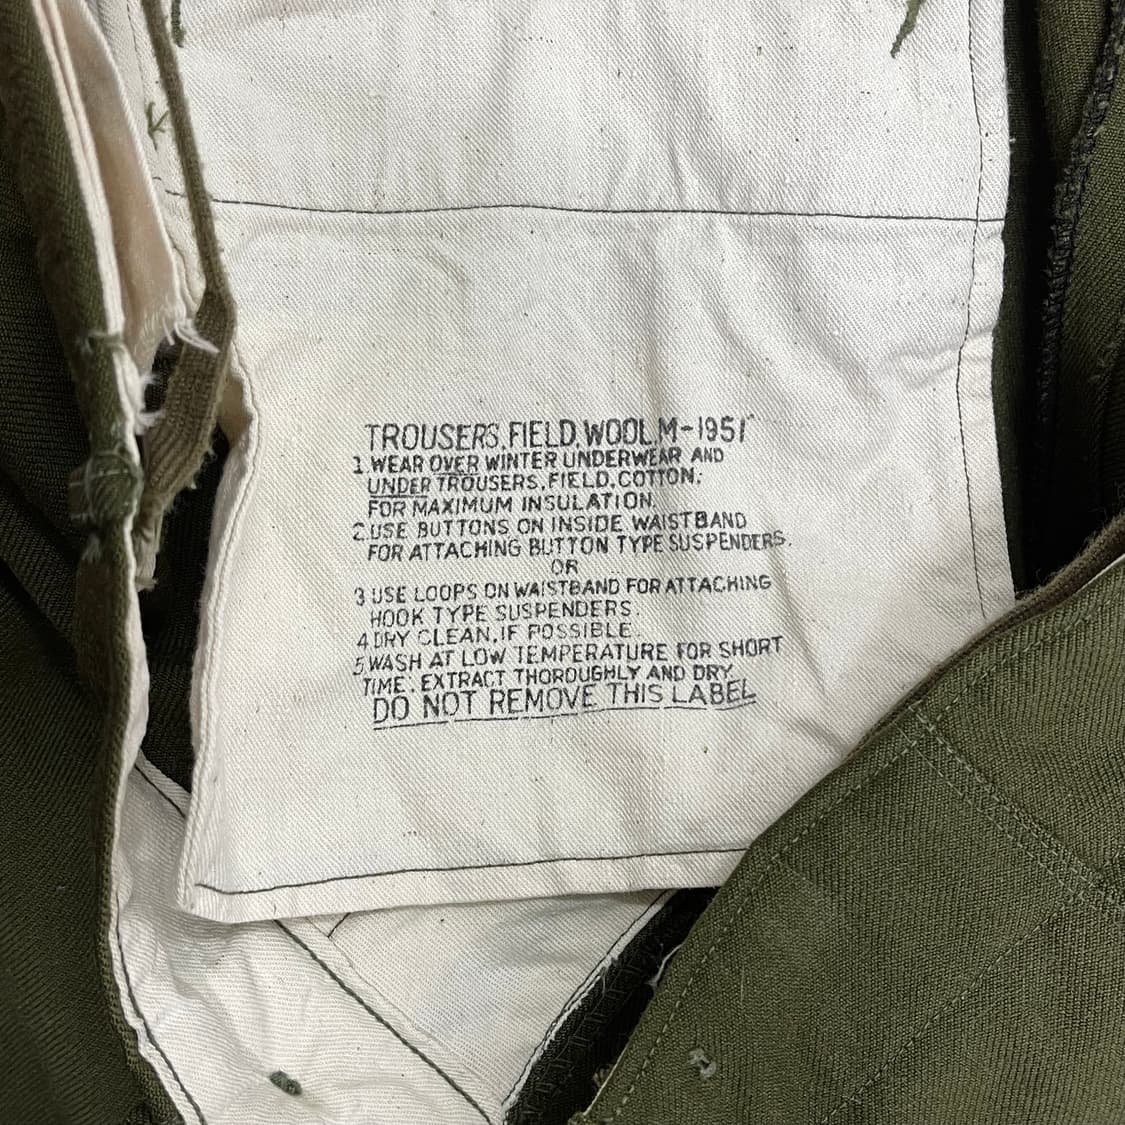 TROUSERS, FIELD, WOOL, M-1951
1. WEAR OVER WINTER UNDERWEAR AND
UNDER TROUSERS, FIELD, COTTON;
FOR MAXIMUM INSULATION.
2. USE BUTTONS ON INSIDE WAISTBAND
FOR ATTACHING BUTTON TYPE SUSPENDERS.
OR
3 USE LOOPS ON WAISTBAND FOR ATTACHING
HOOK TYPE SUSPENDERS.
4 DRY CLEAN, IF POSSIBLE.
5 WASH AT LOW TEMPERATURE FOR SHORT
TIME. EXTRACT THOROUGHLY AND DRY.
DO NOT REMOVE THIS LABEL